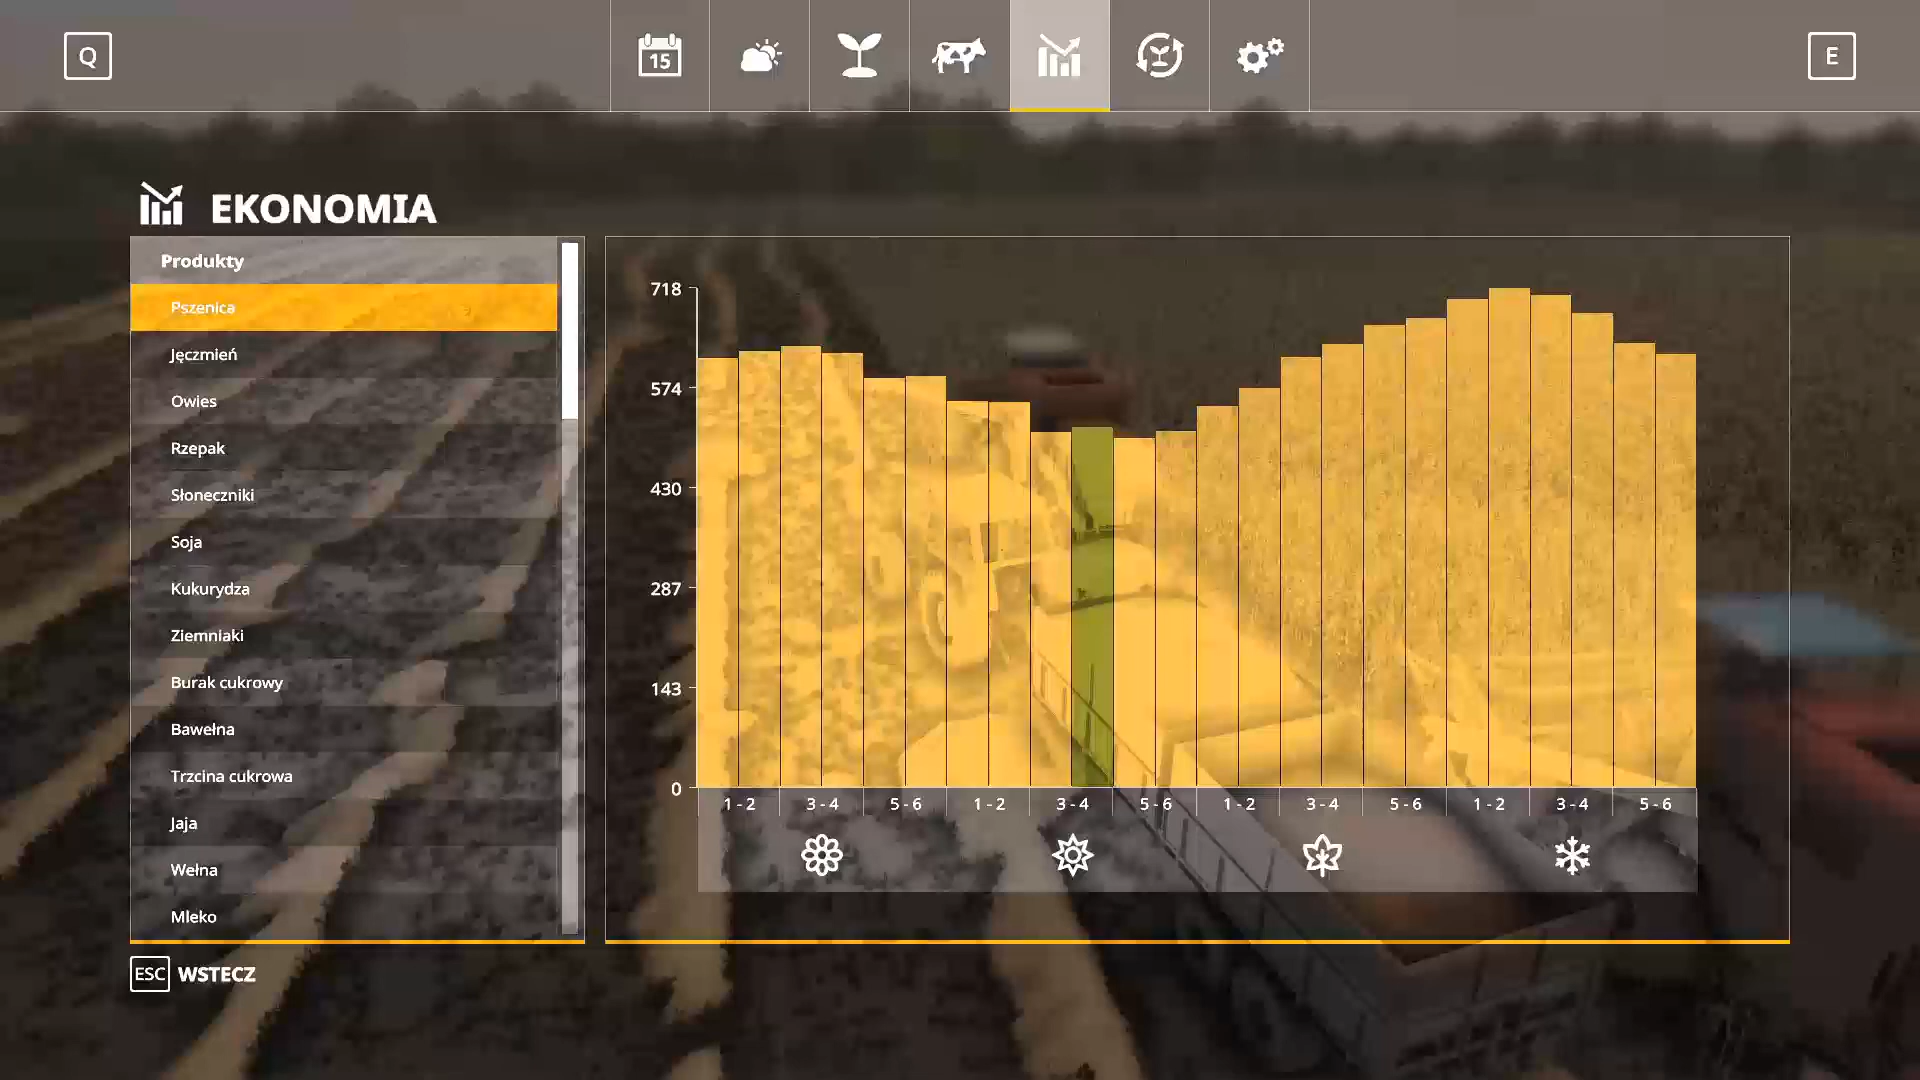 Q
15
E
EKONOMIA
Produkty
Pszenica
Jęczmień
Owies
Rzepak
Słoneczniki
Soja
Kukurydza
Ziemniaki
Burak cukrowy
Bawełna
Trzcina cukrowa
Jaja
Wełna
Mleko
718
574
430
287
143
0
1 - 2 3 - 4 5 - 6 1 - 2 3 - 4 5 - 6 1 - 2 3 - 4 5 - 6 1 - 2 3 - 4 5 - 6
ESC WSTECZ